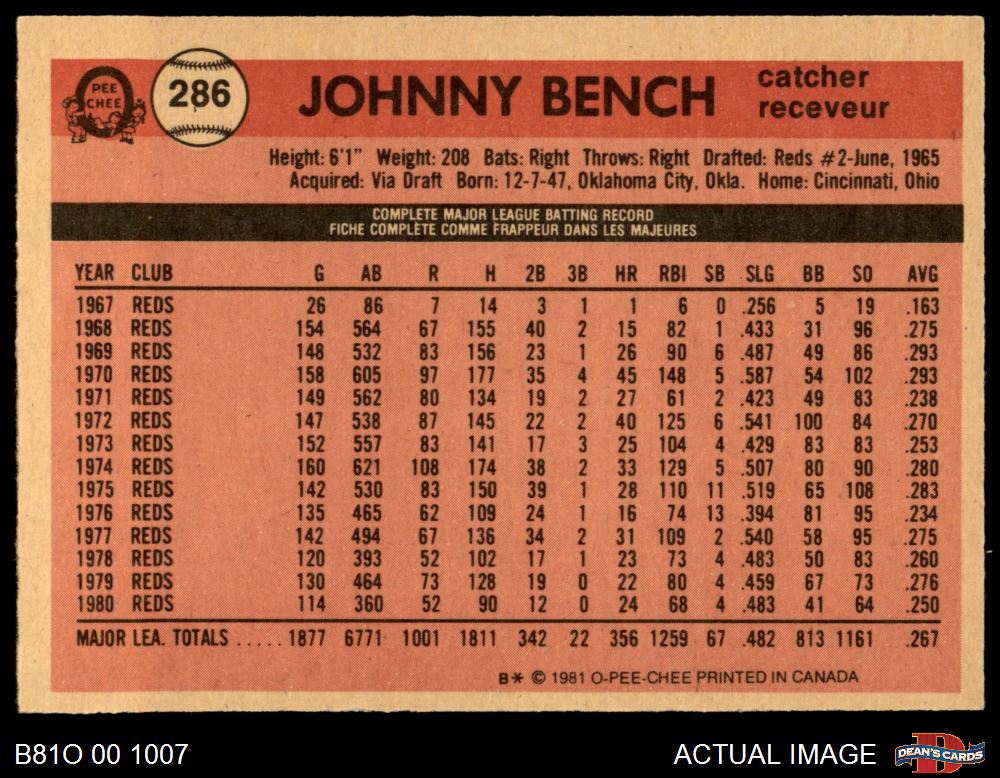 PEE
CHEE
286
JOHNNY BENCH
catcher
receveur
Height: 6'1" Weight: 208 Bats: Right Throws: Right Drafted: Reds #2-June, 1965
Acquired: Via Draft Born: 12-7-47, Oklahoma City, Okla. Home: Cincinnati, Ohio
COMPLETE MAJOR LEAGUE BATTING RECORD
FICHE COMPLÈTE COMME FRAPPEUR DANS LES MAJEURES
YEAR CLUB G AB R H 2B 3B HR RBI SB SLG BB SO AVG
1967 REDS 26 86 7 14 3 1 1 6 0 .256 5 19 .163
1968 REDS 154 564 67 155 40 2 15 82 1 .433 31 96 .275
1969 REDS 148 532 83 156 23 1 26 90 6 .487 49 86 .293
1970 REDS 158 605 97 177 35 4 45 148 5 .587 54 102 .293
1971 REDS 149 562 80 134 19 2 27 61 2 .423 49 83 .238
1972 REDS 147 538 87 145 22 2 40 125 6 .541 100 84 .270
1973 REDS 152 557 83 141 17 3 25 104 4 .429 83 83 .253
1974 REDS 160 621 108 174 38 2 33 129 5 .507 80 90 .280
1975 REDS 142 530 83 150 39 1 28 110 11 .519 65 108 .283
1976 REDS 135 465 62 109 24 1 16 74 13 .394 81 95 .234
1977 REDS 142 494 67 136 34 2 31 109 2 .540 58 95 .275
1978 REDS 120 393 52 102 17 1 23 73 4 .483 50 83 .260
1979 REDS 130 464 73 128 19 0 22 80 4 .459 67 73 .276
1980 REDS 114 360 52 90 12 0 24 68 4 .483 41 64 .250
MAJOR LEA. TOTALS ..... 1877 6771 1001 1811 342 22 356 1259 67 .482 813 1161 .267
B* © 1981 O-PEE-CHEE PRINTED IN CANADA
B81O 00 1007
ACTUAL IMAGE
DEAN'S CARDS